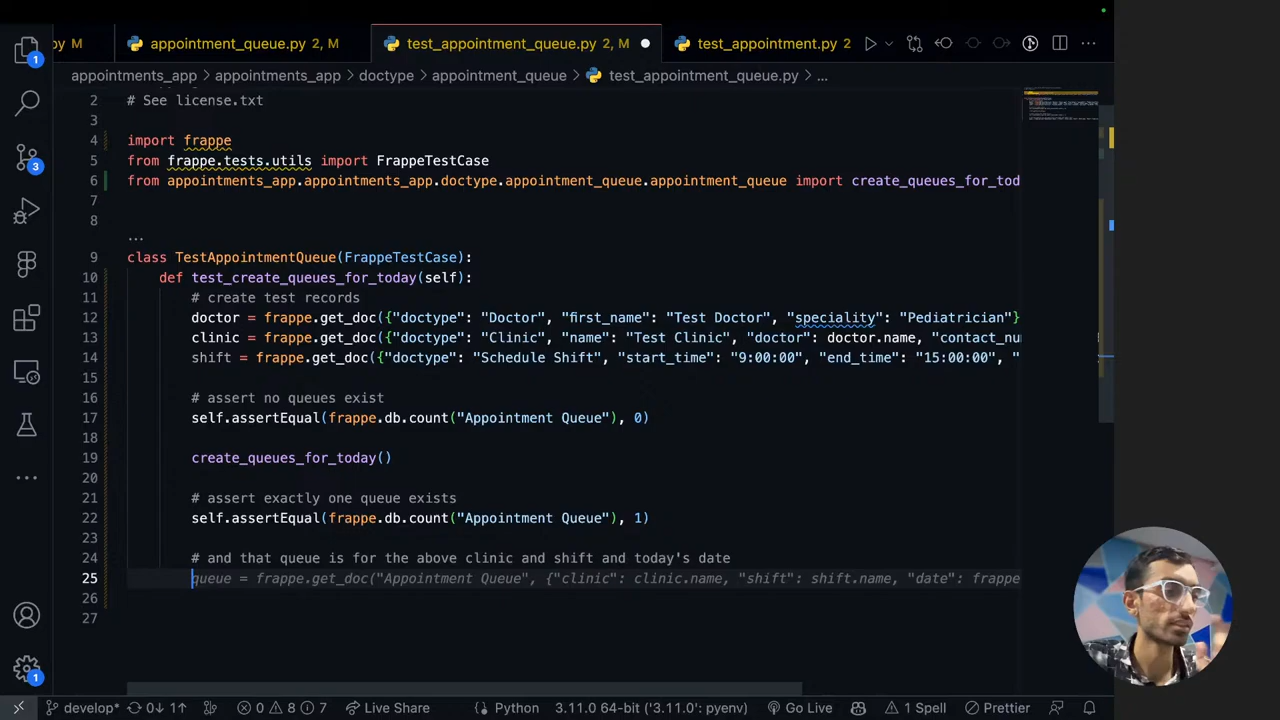 .py M
appointment_queue.py 2, M
test_appointment_queue.py 2, M
test_appointment.py 2
appointments_app > appointments_app > doctype > appointment_queue > test_appointment_queue.py > ...
2 # See license.txt
3
4 import frappe
5 from frappe.tests.utils import FrappeTestCase
6 from appointments_app.appointments_app.doctype.appointment_queue.appointment_queue import create_queues_for_tod
7
8
...
9 class TestAppointmentQueue(FrappeTestCase):
10 def test_create_queues_for_today(self):
11 # create test records
12 doctor = frappe.get_doc({"doctype": "Doctor", "first_name": "Test Doctor", "speciality": "Pediatrician"}
13 clinic = frappe.get_doc({"doctype": "Clinic", "name": "Test Clinic", "doctor": doctor.name, "contact_nu
14 shift = frappe.get_doc({"doctype": "Schedule Shift", "start_time": "9:00:00", "end_time": "15:00:00", "
15
16 # assert no queues exist
17 self.assertEqual(frappe.db.count("Appointment Queue"), 0)
18
19 create_queues_for_today()
20
21 # assert exactly one queue exists
22 self.assertEqual(frappe.db.count("Appointment Queue"), 1)
23
24 # and that queue is for the above clinic and shift and today's date
25 queue = frappe.get_doc("Appointment Queue", {"clinic": clinic.name, "shift": shift.name, "date": frappe
26
27
1
3
1
develop* 0↓ 1↑ 0 8 7 Live Share Python 3.11.0 64-bit ('3.11.0': pyenv) Go Live 1 Spell Prettier